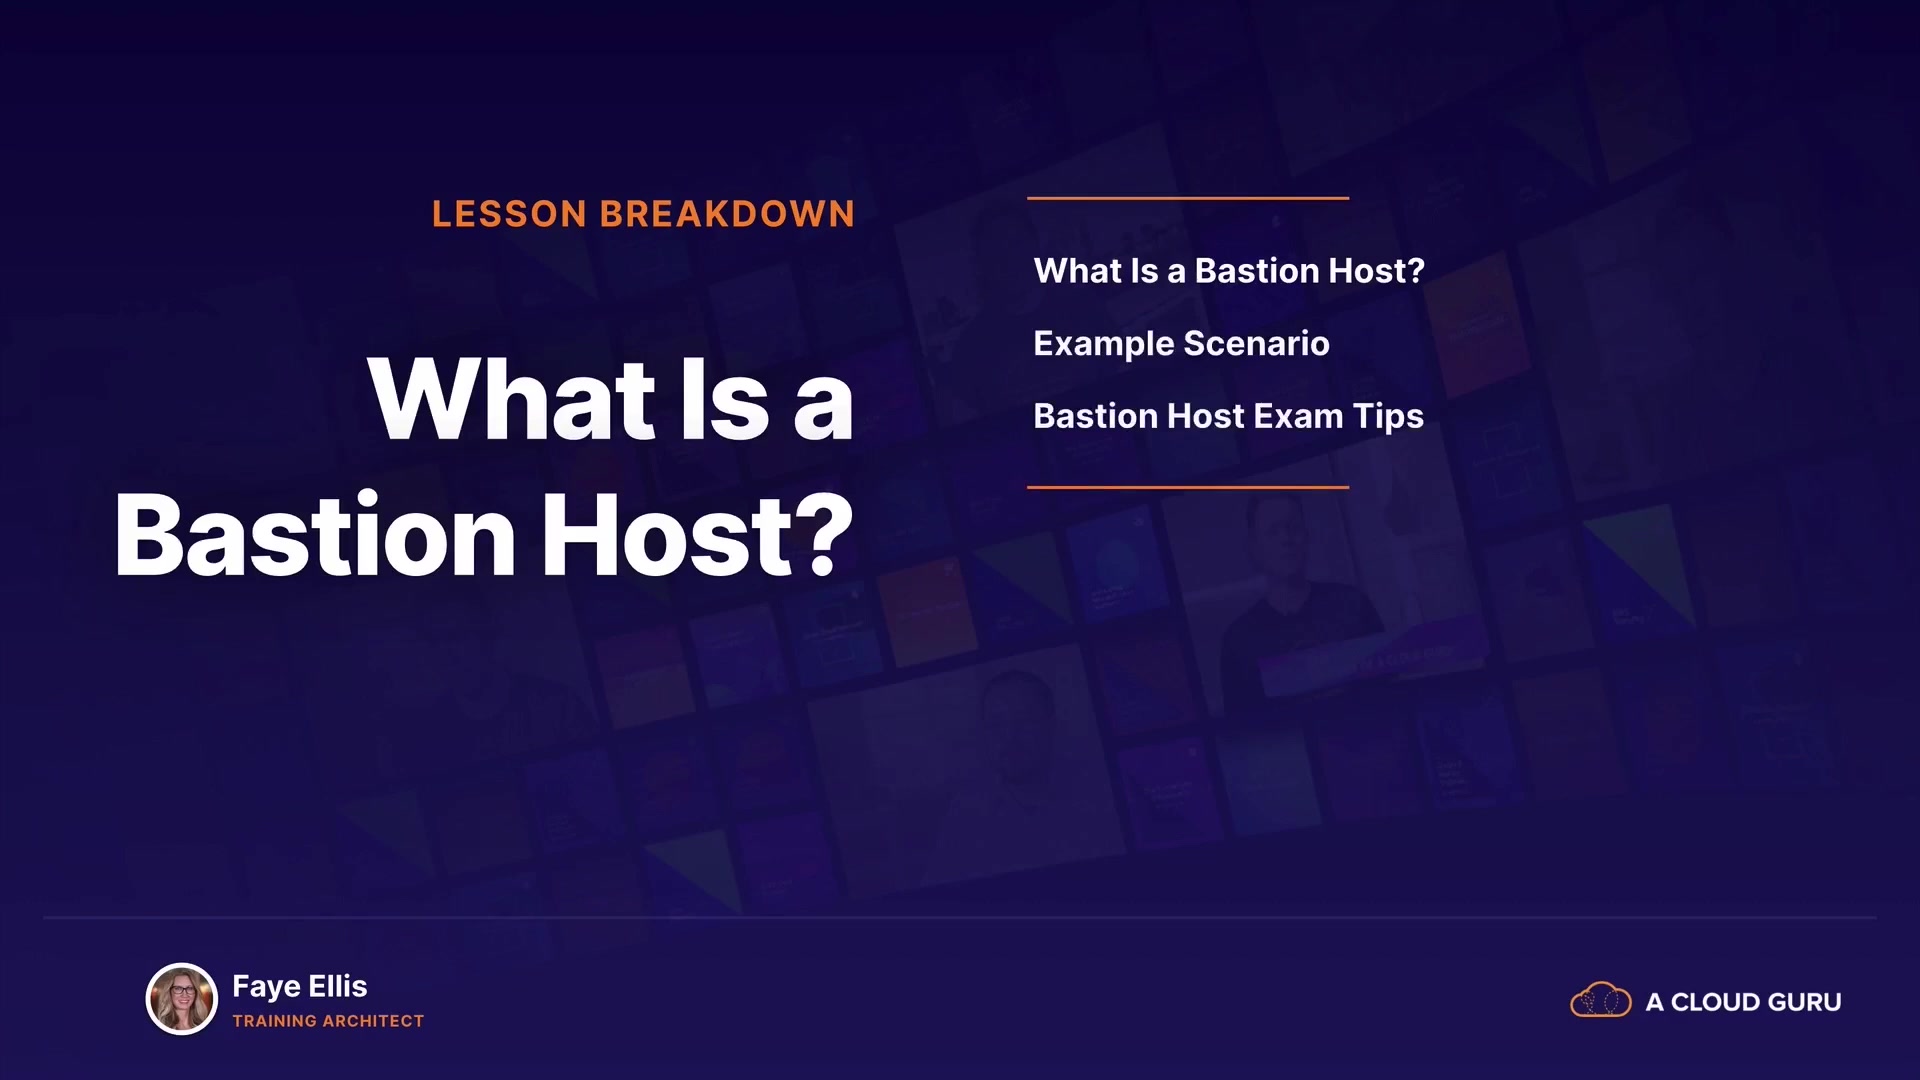 LESSON BREAKDOWN
What Is a
Bastion Host?
What Is a Bastion Host?
Example Scenario
Bastion Host Exam Tips
Faye Ellis
TRAINING ARCHITECT
A CLOUD GURU